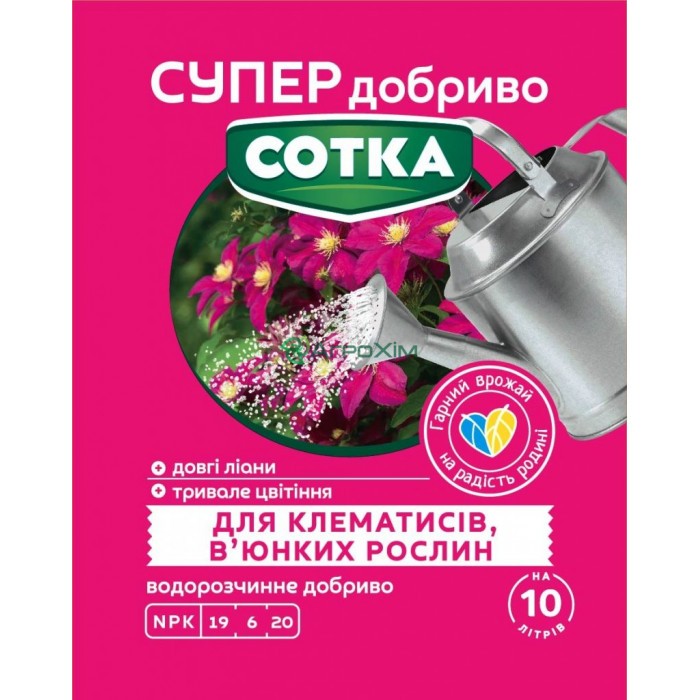 СУПЕР добриво
СОТКА
АГРОХІМ
Гарний врожай
на радість родині
довгі ліани
тривале цвітіння
ДЛЯ КЛЕМАТИСІВ,
В'ЮНКИХ РОСЛИН
водорозчинне добриво
NPK 19 6 20
НА
10
ЛІТРІВ